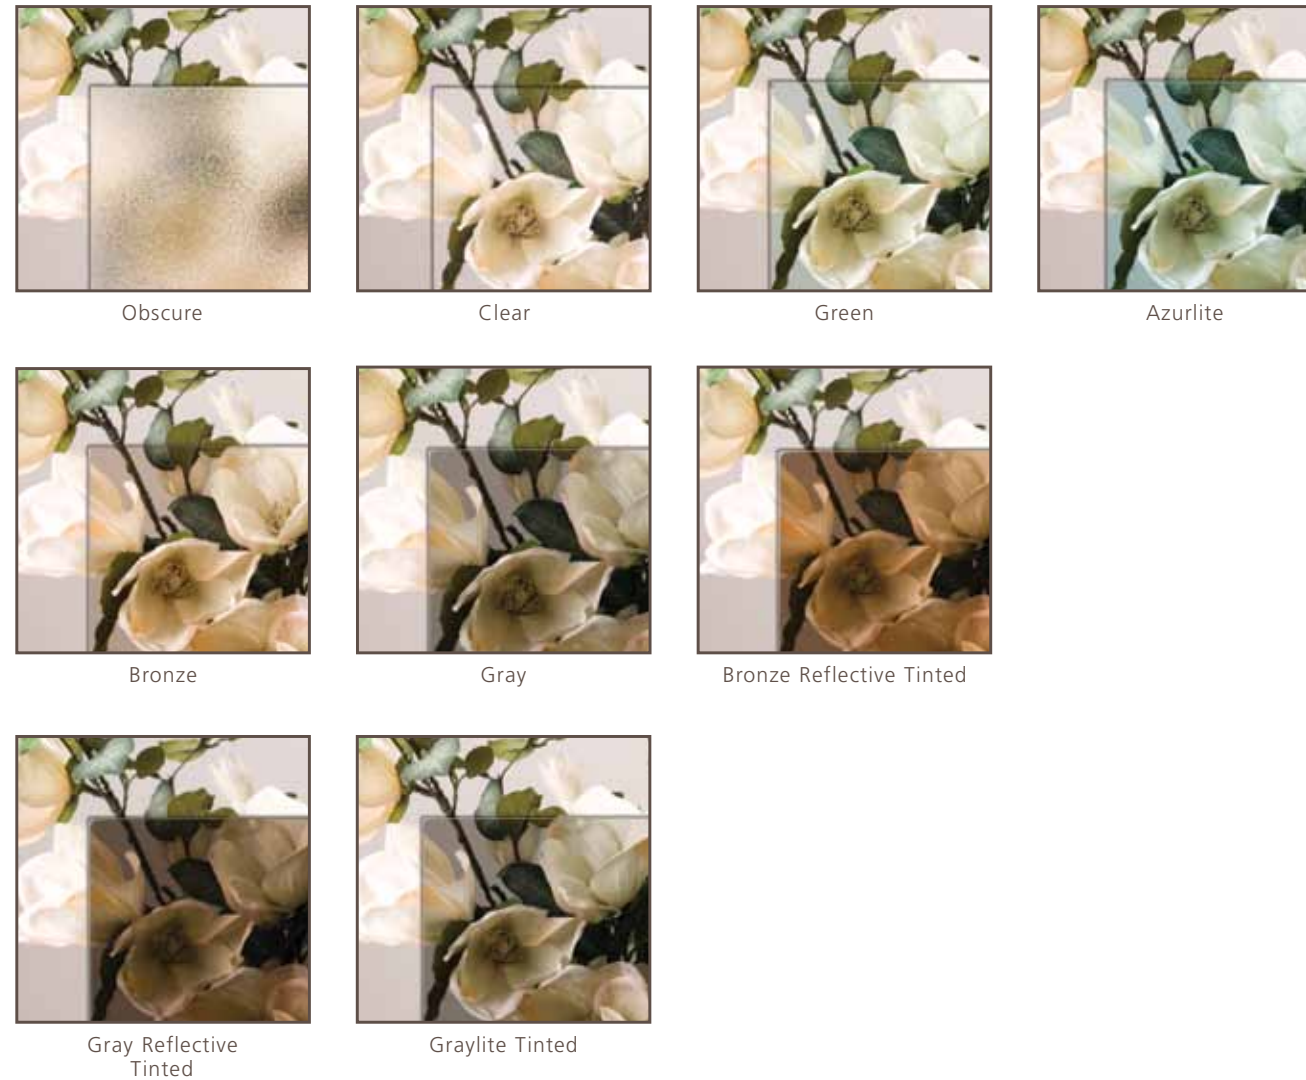 Obscure
Clear
Green
Azurlite
Bronze
Gray
Bronze Reflective Tinted
Gray Reflective
Tinted
Graylite Tinted